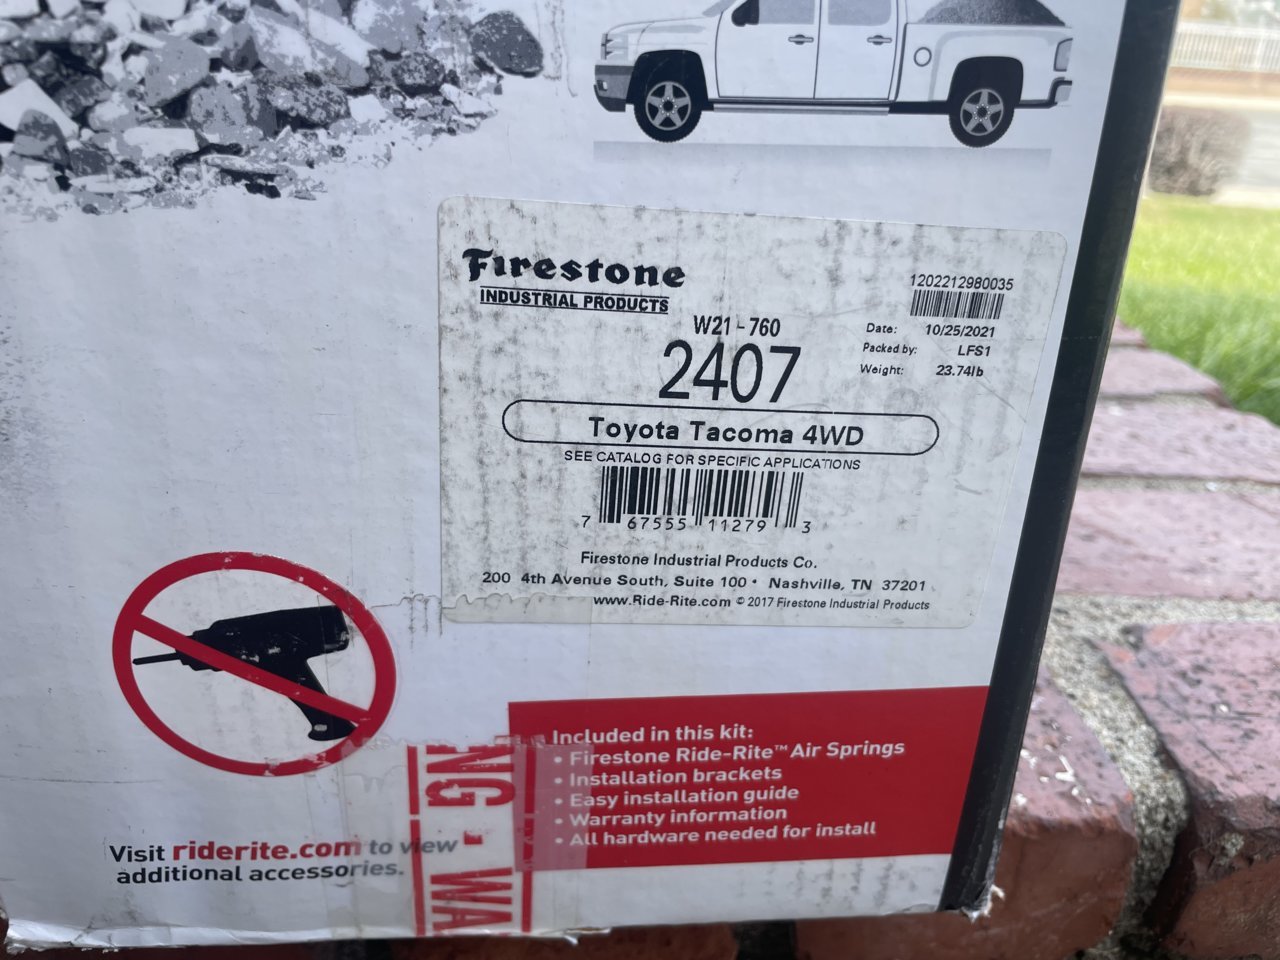 Firestone
INDUSTRIAL PRODUCTS
1202212980035
W21-760
2407
Date: 10/25/2021
Packed by: LFS1
Weight: 23.74lb
Toyota Tacoma 4WD
SEE CATALOG FOR SPECIFIC APPLICATIONS
7 67555 11279 3
Firestone Industrial Products Co.
200 4th Avenue South, Suite 100 • Nashville, TN 37201
www.Ride-Rite.com © 2017 Firestone Industrial Products
Included in this kit:
• Firestone Ride-Rite™ Air Springs
• Installation brackets
• Easy installation guide
• Warranty information
• All hardware needed for install
Visit riderite.com to view
additional accessories.
NG - WA